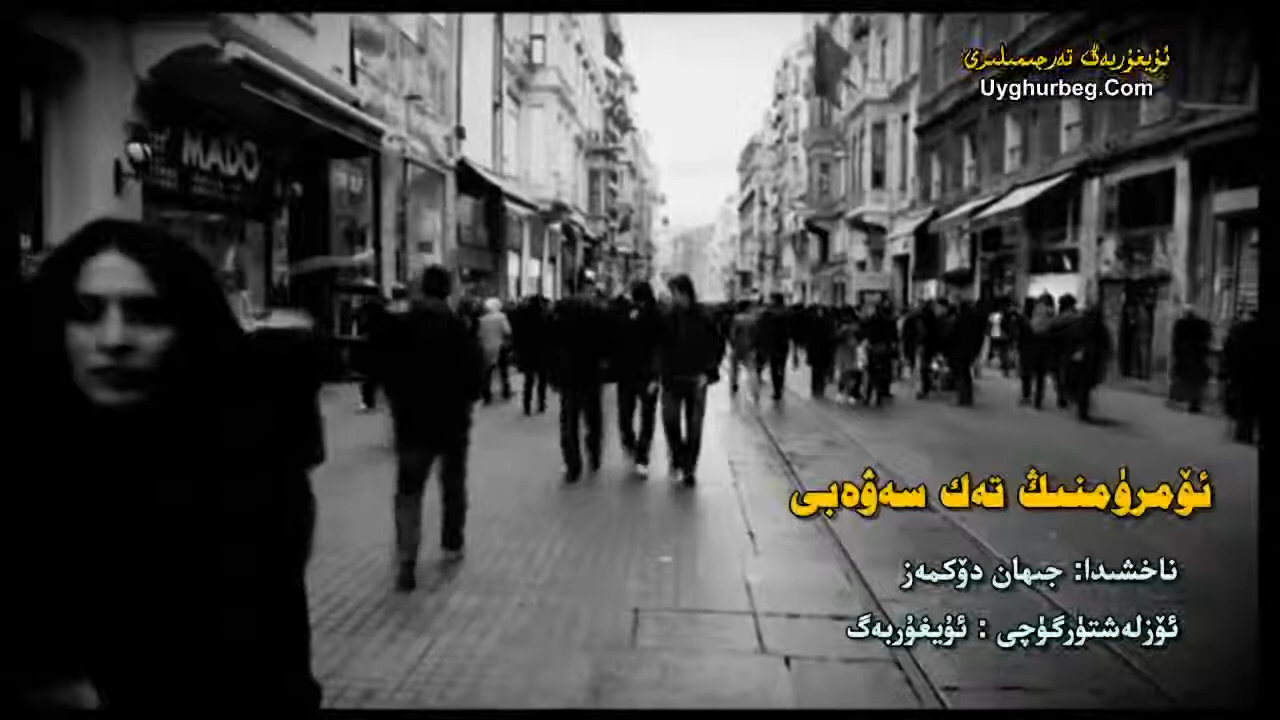 ئۇيغۇربەگ تەرجىمىلىرى
Uyghurbeg.Com
MADO
ئۆمرۈمنىڭ تەك سەۋەبى
ناخشىدا: جىھان دۆكمەز
ئۆزلەشتۈرگۈچى : ئۇيغۇربەگ